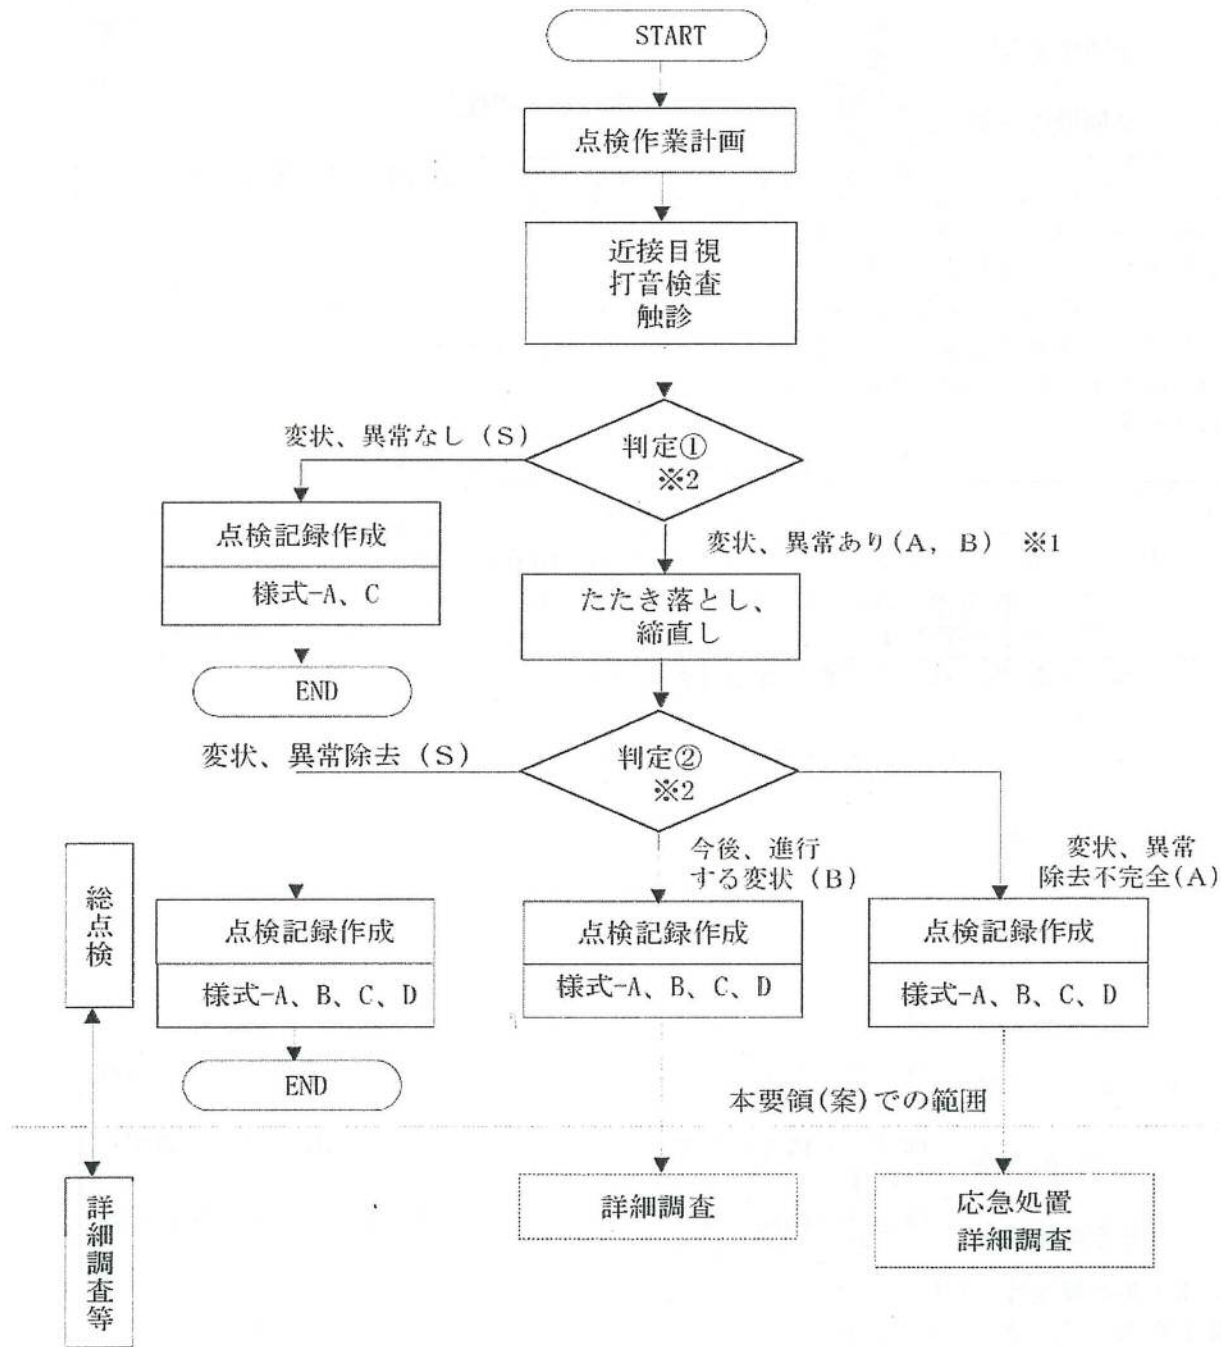 START
点検作業計画
近接目視
打音検査
触診
変状、異常なし (S)
判定①
※2
点検記録作成
様式-A、C
変状、異常あり(A, B) ※1
たたき落とし、
締直し
END
変状、異常除去 (S)
判定②
※2
今後、進行
する変状 (B)
変状、異常
除去不完全(A)
総点検
点検記録作成
様式-A、B、C、D
点検記録作成
様式-A、B、C、D
点検記録作成
様式-A、B、C、D
END
本要領(案)での範囲
詳細調査等
詳細調査
応急処置
詳細調査